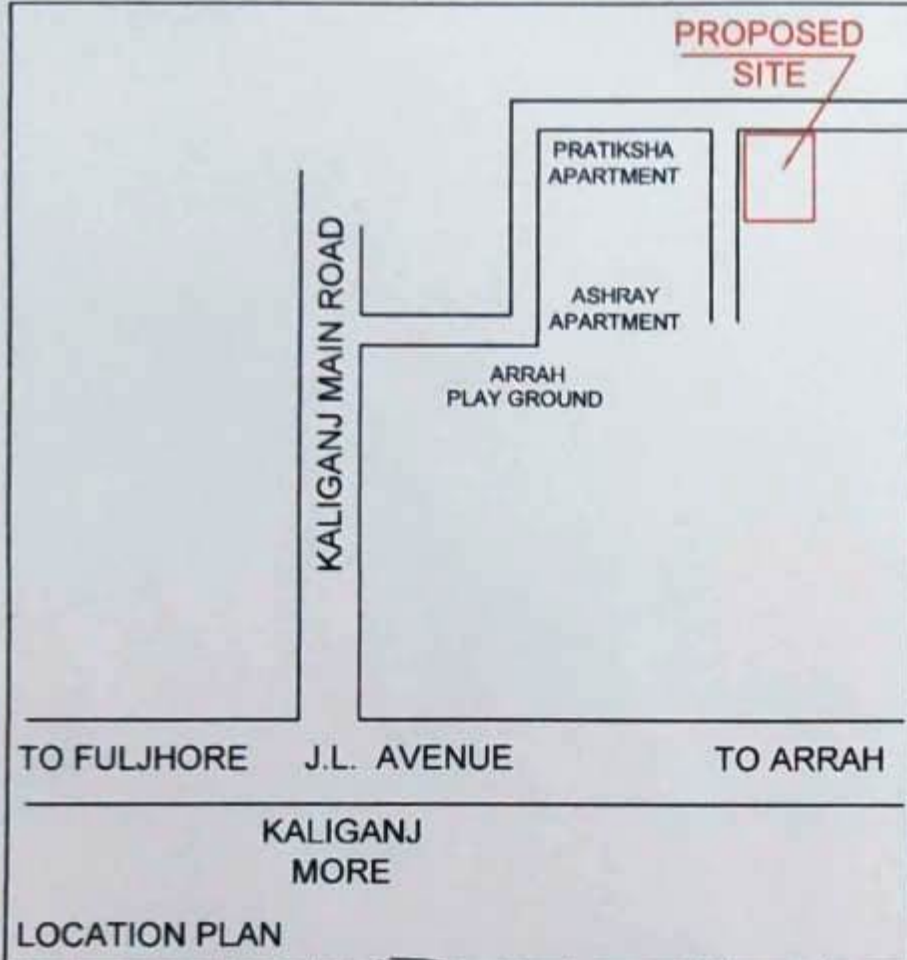 PROPOSED
SITE
PRATIKSHA
APARTMENT
KALIGANJ MAIN ROAD
ASHRAY
APARTMENT
ARRAH
PLAY GROUND
TO FULJHORE J.L. AVENUE TO ARRAH
KALIGANJ
MORE
LOCATION PLAN